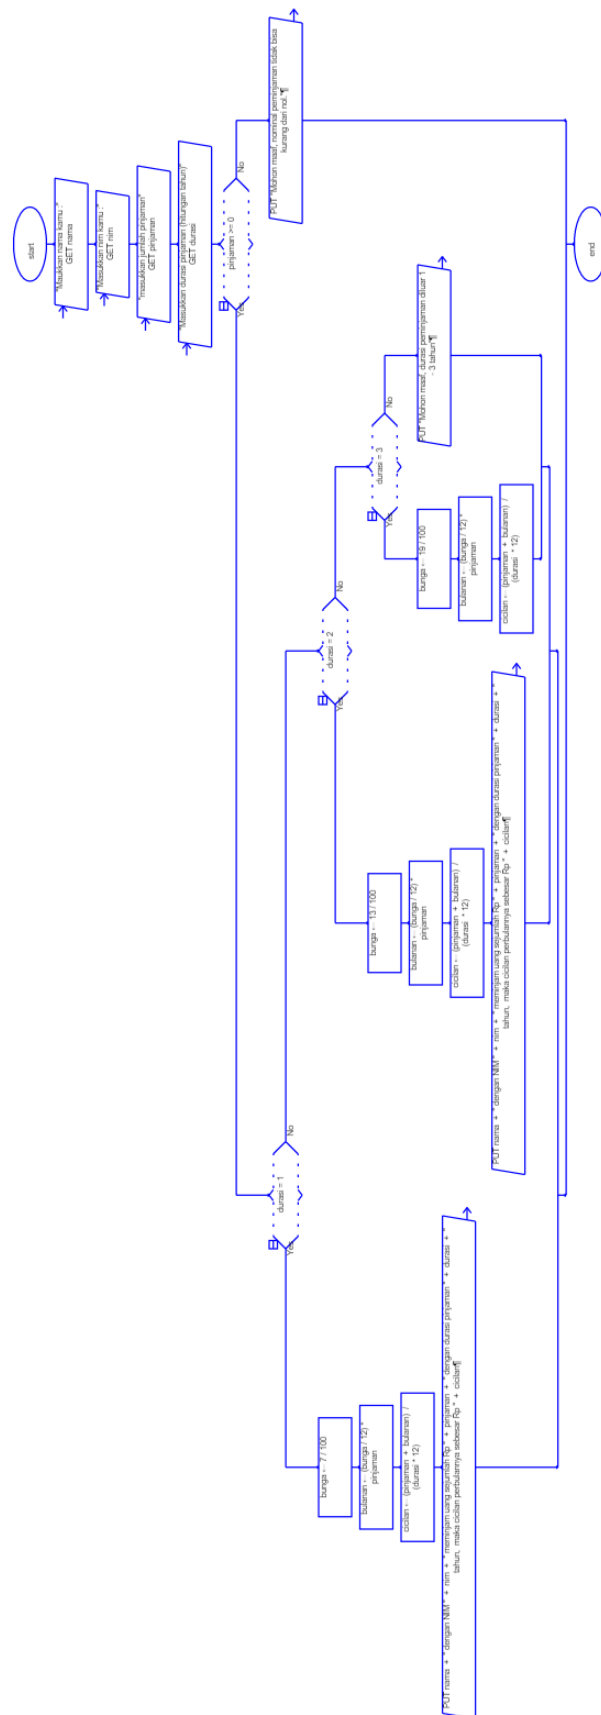 start
"Maukkan nama kamu :"
GET nama
"Masukkan nim kamu :"
GET nim
"masukkan jumlah pinjaman"
GET pinjaman
"Masukkan durasi pinjaman (hitungan tahun)"
GET durasi
pinjaman >= 0
Yes
No
PUT "Mohon maaf, nominal peminjaman tidak bisa
kurang dari nol."¶
durasi = 1
Yes
No
bunga ← 7 / 100
bulanan ← (bunga / 12) *
pinjaman
cicilan ← (pinjaman + bulanan) /
(durasi * 12)
PUT nama + " dengan NIM " + nim + " meminjam uang sejumlah Rp " + pinjaman + " dengan durasi pinjaman " + durasi + "
tahun, maka cicilan perbulannya sebesar Rp " + cicilan¶
durasi = 2
Yes
No
bunga ← 13 / 100
bulanan ← (bunga / 12) *
pinjaman
cicilan ← (pinjaman + bulanan) /
(durasi * 12)
PUT nama + " dengan NIM " + nim + " meminjam uang sejumlah Rp " + pinjaman + " dengan durasi pinjaman " + durasi + "
tahun, maka cicilan perbulannya sebesar Rp " + cicilan¶
durasi = 3
Yes
No
bunga ← 19 / 100
bulanan ← (bunga / 12) *
pinjaman
cicilan ← (pinjaman + bulanan) /
(durasi * 12)
PUT "Mohon maaf, durasi peminjaman diluar 1
- 3 tahun"¶
end